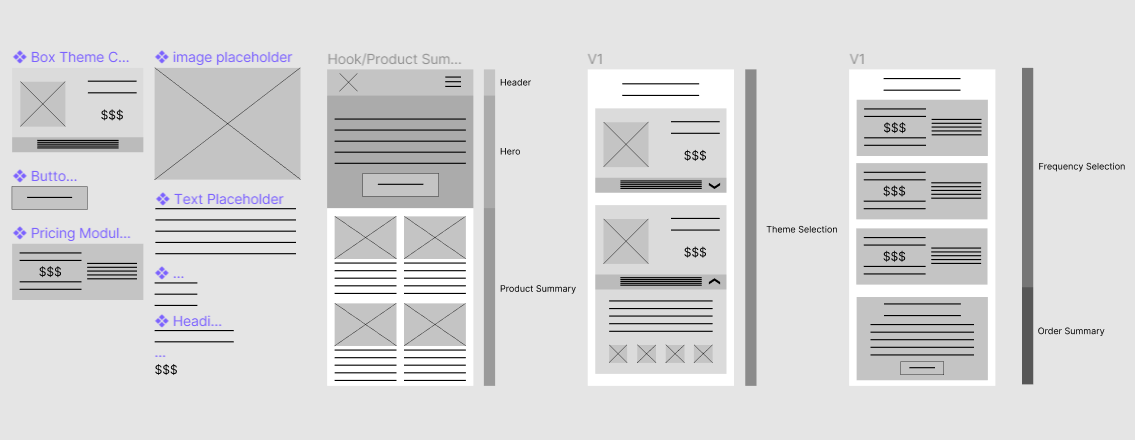 Box Theme C...
image placeholder
$$$
Butto...
Text Placeholder
Pricing Modul...
$$$
...
Headi...
...
$$$
Hook/Product Sum...
Header
Hero
Product Summary
V1
$$$
$$$
Theme Selection
V1
$$$
$$$
$$$
Frequency Selection
Order Summary